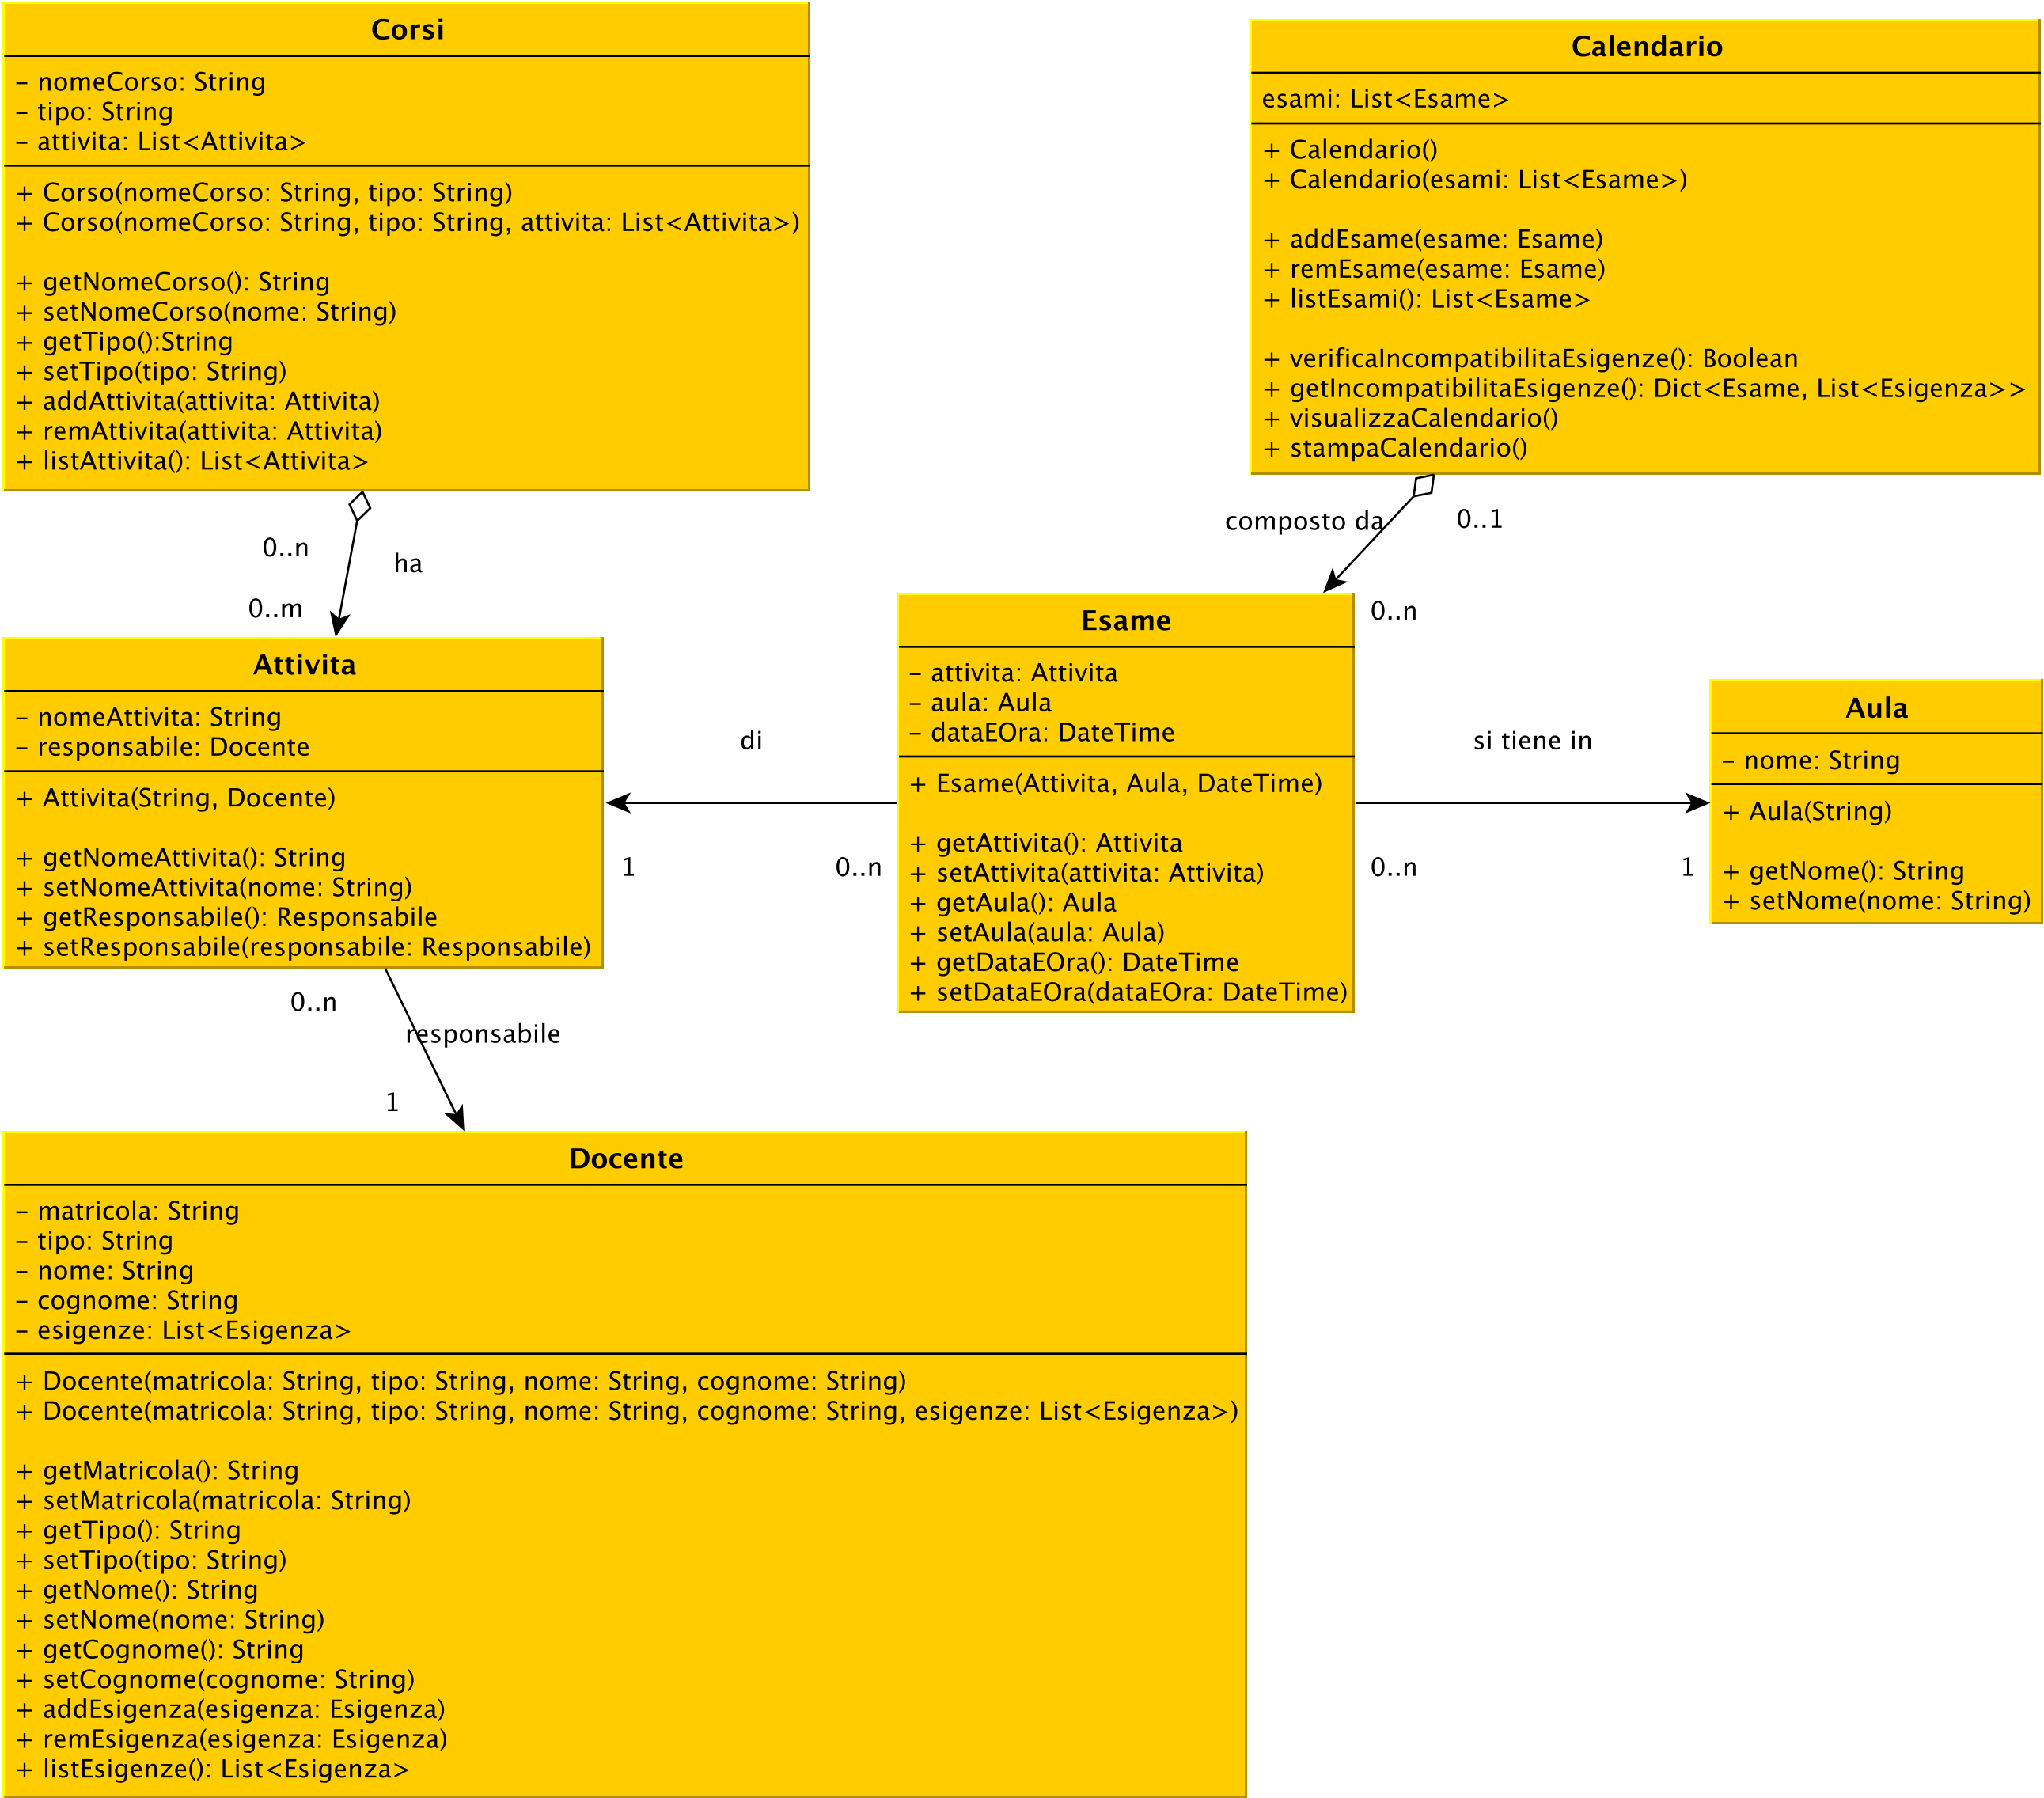 Corsi
– nomeCorso: String
– tipo: String
– attivita: List<Attivita>
+ Corso(nomeCorso: String, tipo: String)
+ Corso(nomeCorso: String, tipo: String, attivita: List<Attivita>)
+ getNomeCorso(): String
+ setNomeCorso(nome: String)
+ getTipo():String
+ setTipo(tipo: String)
+ addAttivita(attivita: Attivita)
+ remAttivita(attivita: Attivita)
+ listAttivita(): List<Attivita>
Calendario
esami: List<Esame>
+ Calendario()
+ Calendario(esami: List<Esame>)
+ addEsame(esame: Esame)
+ remEsame(esame: Esame)
+ listEsami(): List<Esame>
+ verificaIncompatibilitaEsigenze(): Boolean
+ getIncompatibilitaEsigenze(): Dict<Esame, List<Esigenza>>
+ visualizzaCalendario()
+ stampaCalendario()
0..n
ha
0..m
composto da
0..1
0..n
Attivita
– nomeAttivita: String
– responsabile: Docente
+ Attivita(String, Docente)
+ getNomeAttivita(): String
+ setNomeAttivita(nome: String)
+ getResponsabile(): Responsabile
+ setResponsabile(responsabile: Responsabile)
di
1
0..n
Esame
– attivita: Attivita
– aula: Aula
– dataEOra: DateTime
+ Esame(Attivita, Aula, DateTime)
+ getAttivita(): Attivita
+ setAttivita(attivita: Attivita)
+ getAula(): Aula
+ setAula(aula: Aula)
+ getDataEOra(): DateTime
+ setDataEOra(dataEOra: DateTime)
si tiene in
0..n
1
Aula
– nome: String
+ Aula(String)
+ getNome(): String
+ setNome(nome: String)
0..n
responsabile
1
Docente
– matricola: String
– tipo: String
– nome: String
– cognome: String
– esigenze: List<Esigenza>
+ Docente(matricola: String, tipo: String, nome: String, cognome: String)
+ Docente(matricola: String, tipo: String, nome: String, cognome: String, esigenze: List<Esigenza>)
+ getMatricola(): String
+ setMatricola(matricola: String)
+ getTipo(): String
+ setTipo(tipo: String)
+ getNome(): String
+ setNome(nome: String)
+ getCognome(): String
+ setCognome(cognome: String)
+ addEsigenza(esigenza: Esigenza)
+ remEsigenza(esigenza: Esigenza)
+ listEsigenze(): List<Esigenza>